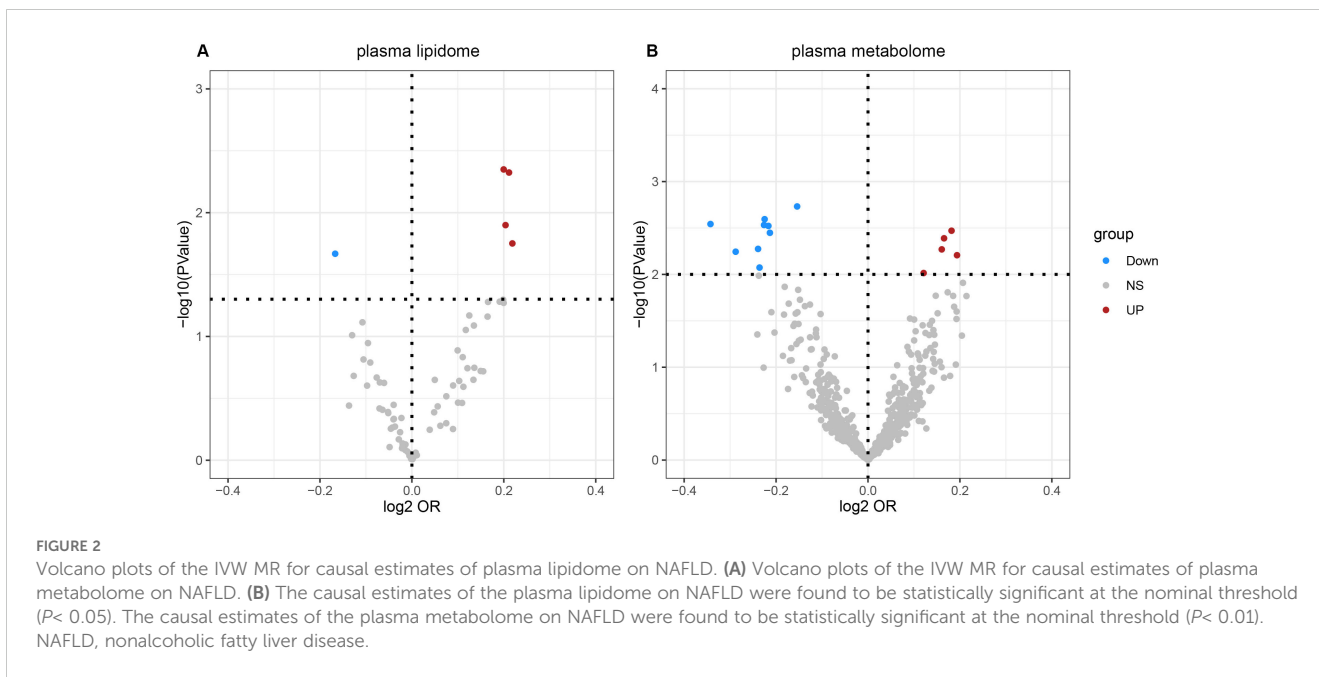 A
plasma lipidome
−log10(PValue)
3
2
1
0
−0.4
−0.2
0.0
0.2
0.4
log2 OR
B
plasma metabolome
−log10(PValue)
4
3
2
1
0
−0.4
−0.2
0.0
0.2
0.4
log2 OR
group
Down
NS
UP
FIGURE 2
Volcano plots of the IVW MR for causal estimates of plasma lipidome on NAFLD. (A) Volcano plots of the IVW MR for causal estimates of plasma
metabolome on NAFLD. (B) The causal estimates of the plasma lipidome on NAFLD were found to be statistically significant at the nominal threshold
(P< 0.05). The causal estimates of the plasma metabolome on NAFLD were found to be statistically significant at the nominal threshold (P< 0.01).
NAFLD, nonalcoholic fatty liver disease.